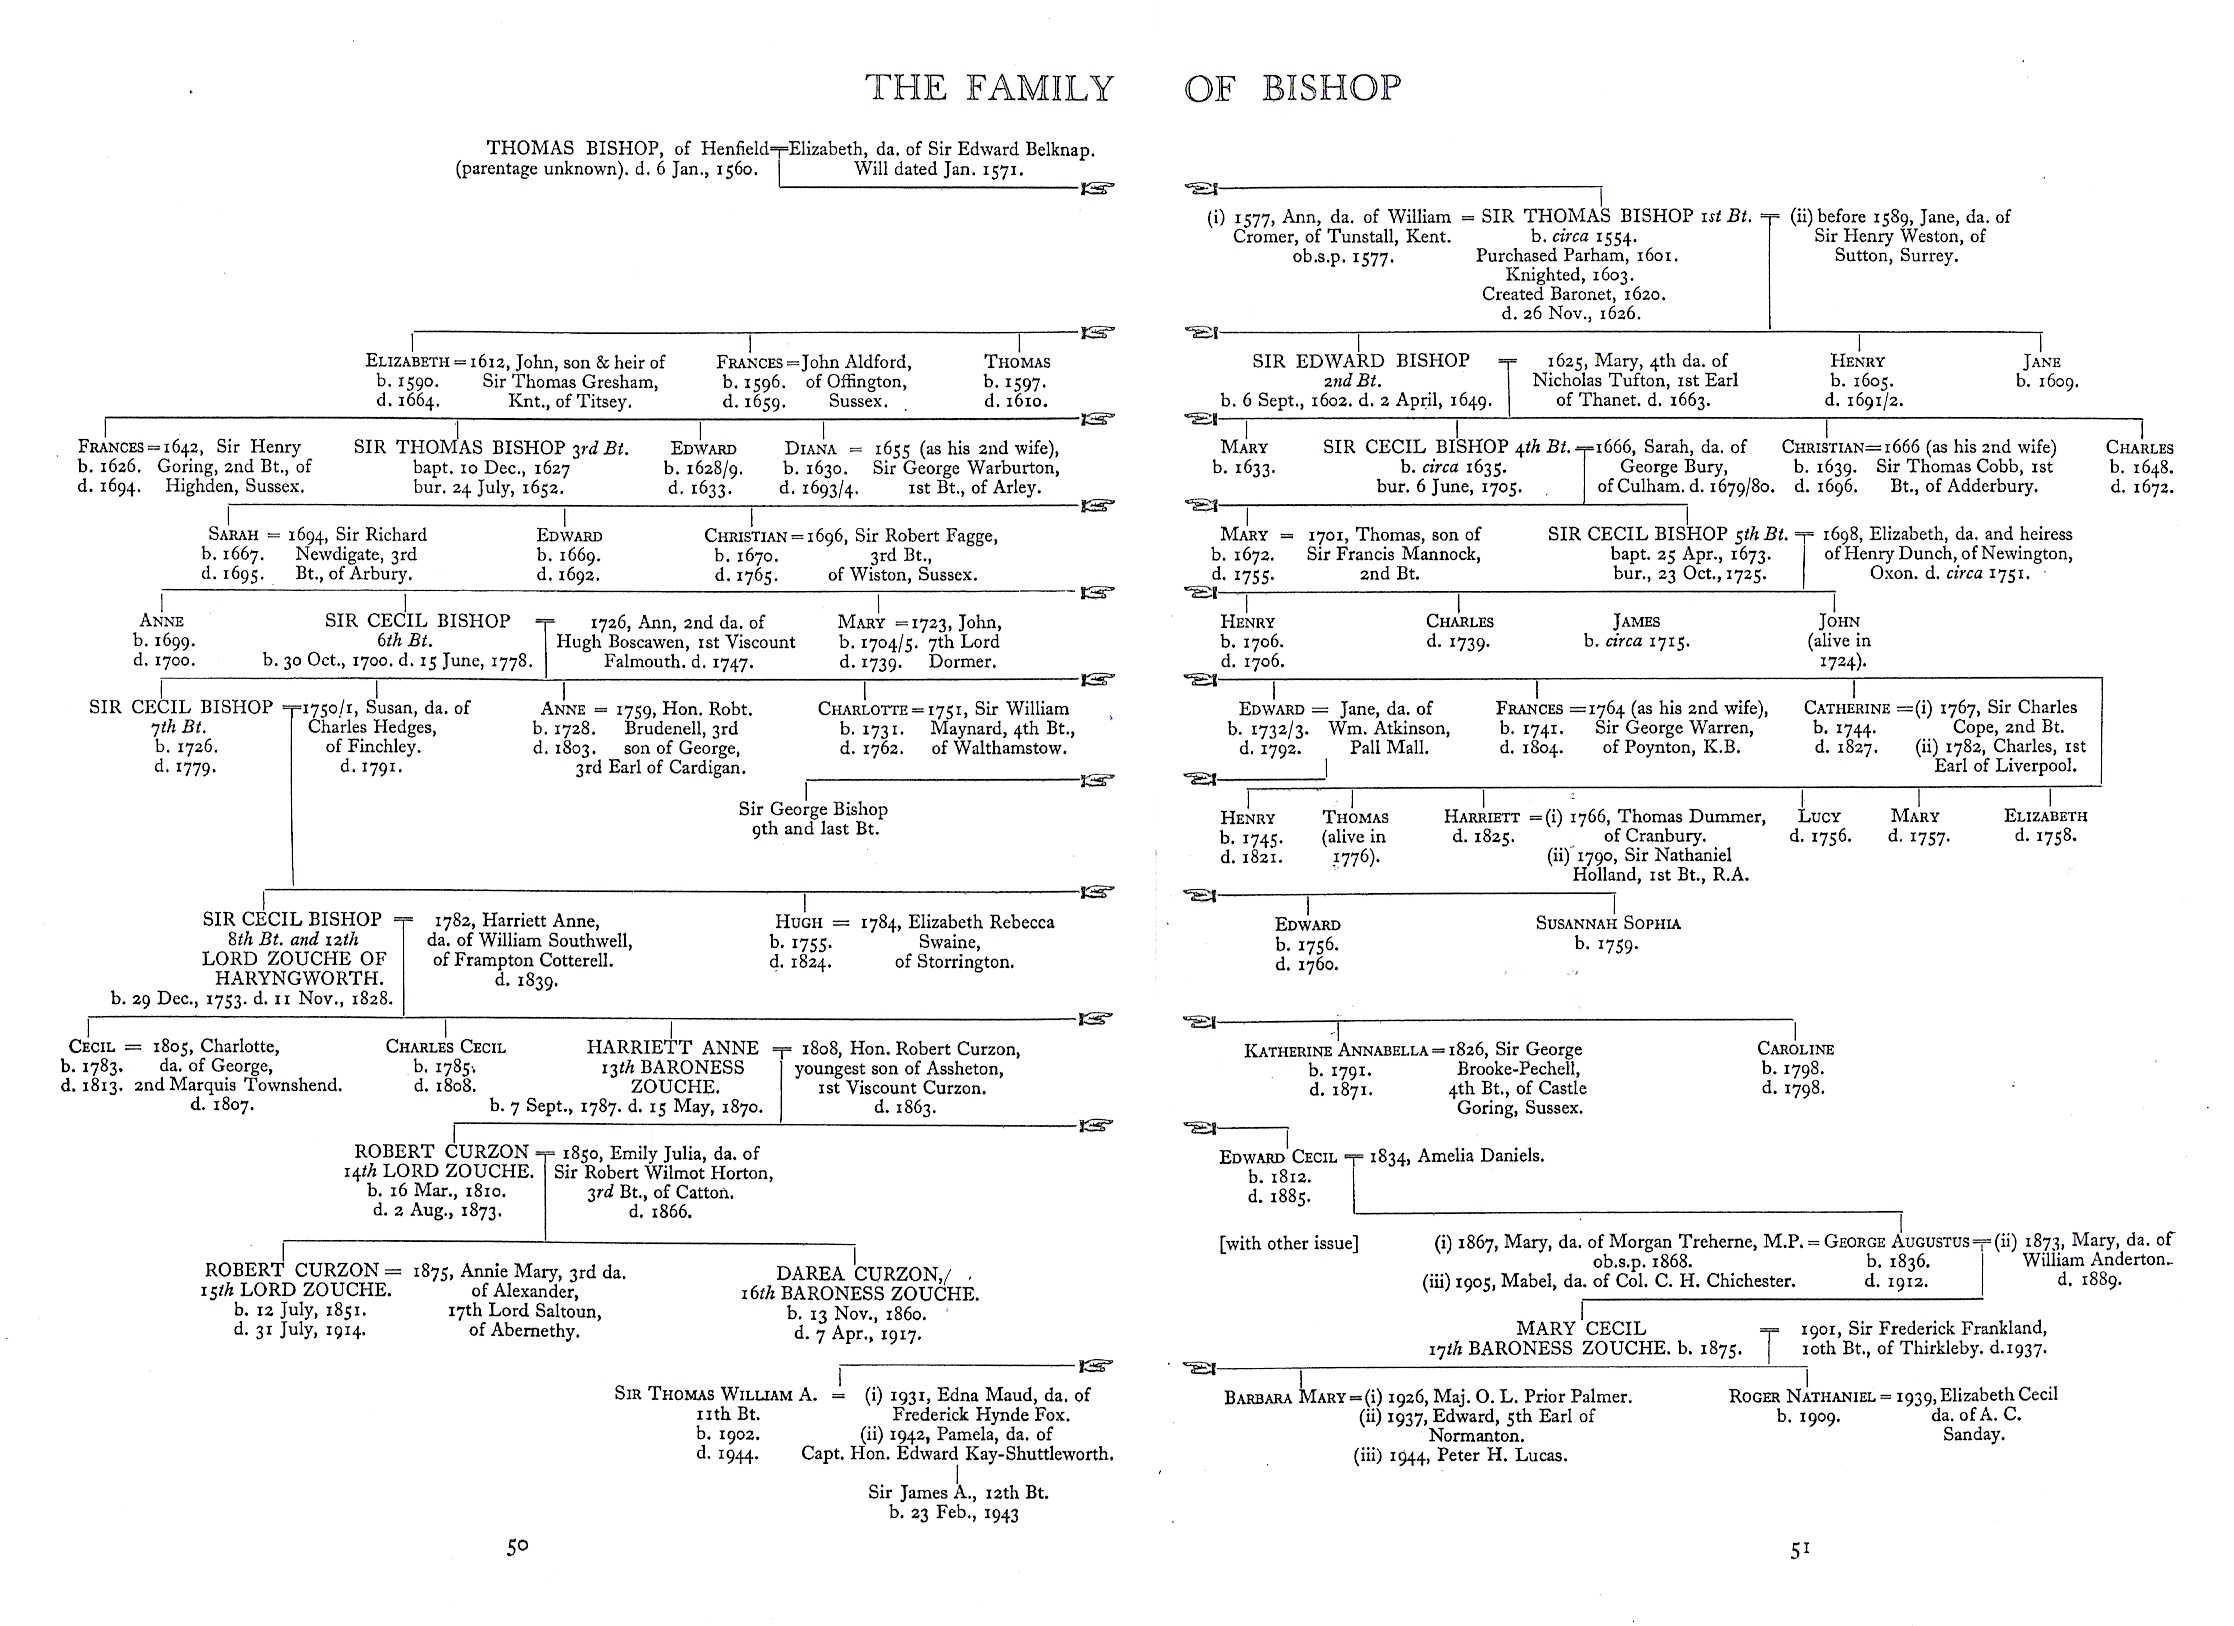 THE FAMILY OF BISHOP
THOMAS BISHOP, of Henfield=Elizabeth, da. of Sir Edward Belknap.
(parentage unknown). d. 6 Jan., 1560. Will dated Jan. 1571.
(i) 1577, Ann, da. of William = SIR THOMAS BISHOP 1st Bt. = (ii) before 1589, Jane, da. of
Cromer, of Tunstall, Kent. b. circa 1554. Sir Henry Weston, of
ob.s.p. 1577. Purchased Parham, 1601. Sutton, Surrey.
Knighted, 1603.
Created Baronet, 1620.
d. 26 Nov., 1626.
ELIZABETH = 1612, John, son & heir of FRANCES = John Aldford, THOMAS
b. 1590. Sir Thomas Gresham, b. 1596. of Offington, b. 1597.
d. 1664. Knt., of Titsey. d. 1659. Sussex. d. 1610.
SIR EDWARD BISHOP = 1625, Mary, 4th da. of HENRY JANE
2nd Bt. Nicholas Tufton, 1st Earl b. 1605. b. 1609.
b. 6 Sept., 1602. d. 2 April, 1649. of Thanet. d. 1663. d. 1691/2.
FRANCES = 1642, Sir Henry SIR THOMAS BISHOP 3rd Bt. EDWARD DIANA = 1655 (as his 2nd wife),
b. 1626. Goring, 2nd Bt., of bapt. 10 Dec., 1627 b. 1628/9. b. 1630. Sir George Warburton,
d. 1694. Highden, Sussex. bur. 24 July, 1652. d. 1633. d. 1693/4. 1st Bt., of Arley.
MARY SIR CECIL BISHOP 4th Bt. = 1666, Sarah, da. of CHRISTIAN = 1666 (as his 2nd wife) CHARLES
b. 1633. b. circa 1635. George Bury, b. 1639. Sir Thomas Cobb, 1st b. 1648.
bur. 6 June, 1705. of Culham. d. 1679/80. d. 1696. Bt., of Adderbury. d. 1672.
SARAH = 1694, Sir Richard EDWARD CHRISTIAN = 1696, Sir Robert Fagge,
b. 1667. Newdigate, 3rd b. 1669. b. 1670. 3rd Bt.,
d. 1695. Bt., of Arbury. d. 1692. d. 1765. of Wiston, Sussex.
MARY = 1701, Thomas, son of SIR CECIL BISHOP 5th Bt. = 1698, Elizabeth, da. and heiress
b. 1672. Sir Francis Mannock, bapt. 25 Apr., 1673. of Henry Dunch, of Newington,
d. 1755. 2nd Bt. bur., 23 Oct., 1725. Oxon. d. circa 1751.
ANNE SIR CECIL BISHOP = 1726, Ann, 2nd da. of MARY = 1723, John,
b. 1699. 6th Bt. Hugh Boscawen, 1st Viscount b. 1704/5. 7th Lord
d. 1700. b. 30 Oct., 1700. d. 15 June, 1778. Falmouth. d. 1747. d. 1739. Dormer.
HENRY CHARLES JAMES JOHN
b. 1706. d. 1739. b. circa 1715. (alive in
d. 1706. 1724).
SIR CECIL BISHOP = 1750/1, Susan, da. of ANNE = 1759, Hon. Robt. CHARLOTTE = 1751, Sir William
7th Bt. Charles Hedges, b. 1728. Brudenell, 3rd b. 1731. Maynard, 4th Bt.,
b. 1726. of Finchley. d. 1803. son of George, d. 1762. of Walthamstow.
d. 1779. d. 1791. 3rd Earl of Cardigan.
EDWARD = Jane, da. of FRANCES = 1764 (as his 2nd wife), CATHERINE = (i) 1767, Sir Charles
b. 1732/3. Wm. Atkinson, b. 1741. Sir George Warren, b. 1744. Cope, 2nd Bt.
d. 1792. Pall Mall. d. 1804. of Poynton, K.B. d. 1827. (ii) 1782, Charles, 1st
Earl of Liverpool.
Sir George Bishop
9th and last Bt.
HENRY THOMAS HARRIETT = (i) 1766, Thomas Dummer, LUCY MARY ELIZABETH
b. 1745. (alive in d. 1825. of Cranbury. d. 1756. d. 1757. d. 1758.
d. 1821. 1776). (ii) 1790, Sir Nathaniel
Holland, 1st Bt., R.A.
SIR CECIL BISHOP = 1782, Harriett Anne, HUGH = 1784, Elizabeth Rebecca
8th Bt. and 12th da. of William Southwell, b. 1755. Swaine,
LORD ZOUCHE OF of Frampton Cotterell. d. 1824. of Storrington.
HARYNGWORTH. d. 1839.
b. 29 Dec., 1753. d. 11 Nov., 1828.
EDWARD SUSANNAH SOPHIA
b. 1756. b. 1759.
d. 1760.
CECIL = 1805, Charlotte, CHARLES CECIL HARRIETT ANNE = 1808, Hon. Robert Curzon,
b. 1783. da. of George, b. 1785. 13th BARONESS youngest son of Assheton,
d. 1813. 2nd Marquis Townshend. d. 1808. ZOUCHE. 1st Viscount Curzon.
d. 1807. b. 7 Sept., 1787. d. 15 May, 1870. d. 1863.
KATHERINE ANNABELLA = 1826, Sir George CAROLINE
b. 1791. Brooke-Pechell, b. 1798.
d. 1871. 4th Bt., of Castle d. 1798.
Goring, Sussex.
ROBERT CURZON = 1850, Emily Julia, da. of
14th LORD ZOUCHE. Sir Robert Wilmot Horton,
b. 16 Mar., 1810. 3rd Bt., of Catton.
d. 2 Aug., 1873. d. 1866.
EDWARD CECIL = 1834, Amelia Daniels.
b. 1812.
d. 1885.
[with other issue] (i) 1867, Mary, da. of Morgan Treherne, M.P. = GEORGE AUGUSTUS = (ii) 1873, Mary, da. of
ob.s.p. 1868. b. 1836. William Anderton.
(iii) 1905, Mabel, da. of Col. C. H. Chichester. d. 1912. d. 1889.
ROBERT CURZON = 1875, Annie Mary, 3rd da. DAREA CURZON,
15th LORD ZOUCHE. of Alexander, 16th BARONESS ZOUCHE.
b. 12 July, 1851. 17th Lord Saltoun, b. 13 Nov., 1860.
d. 31 July, 1914. of Abernethy. d. 7 Apr., 1917.
MARY CECIL = 1901, Sir Frederick Frankland,
17th BARONESS ZOUCHE. b. 1875. 10th Bt., of Thirkleby. d. 1937.
SIR THOMAS WILLIAM A. = (i) 1931, Edna Maud, da. of
11th Bt. Frederick Hynde Fox.
b. 1902. (ii) 1942, Pamela, da. of
d. 1944. Capt. Hon. Edward Kay-Shuttleworth.
Sir James A., 12th Bt.
b. 23 Feb., 1943
BARBARA MARY = (i) 1926, Maj. O. L. Prior Palmer. ROGER NATHANIEL = 1939, Elizabeth Cecil
(ii) 1937, Edward, 5th Earl of b. 1909. da. of A. C.
Normanton. Sanday.
(iii) 1944, Peter H. Lucas.
50
51